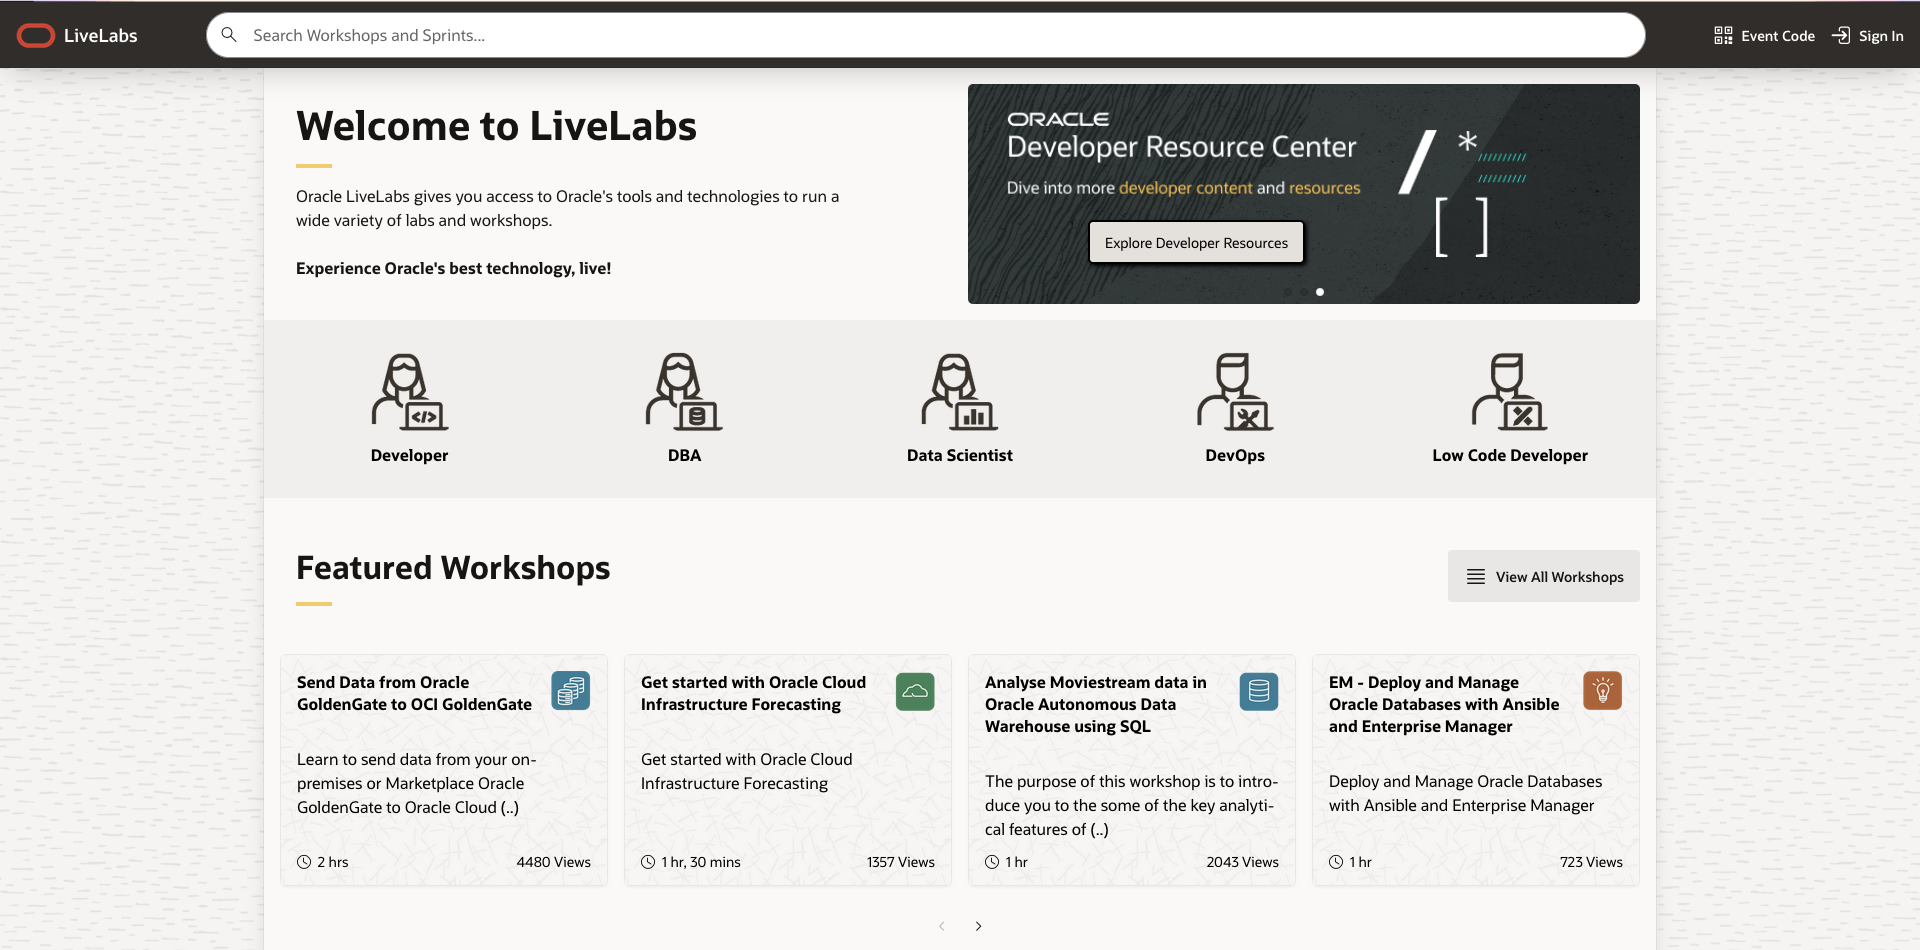 LiveLabs
Search Workshops and Sprints...
Event Code
Sign In
Welcome to LiveLabs
Oracle LiveLabs gives you access to Oracle's tools and technologies to run a
wide variety of labs and workshops.
Experience Oracle's best technology, live!
ORACLE
Developer Resource Center
Dive into more developer content and resources
Explore Developer Resources
/ *
[ ]
Developer
DBA
Data Scientist
DevOps
Low Code Developer
Featured Workshops
View All Workshops
Send Data from Oracle
GoldenGate to OCI GoldenGate
Learn to send data from your on-
premises or Marketplace Oracle
GoldenGate to Oracle Cloud (..)
2 hrs
4480 Views
Get started with Oracle Cloud
Infrastructure Forecasting
Get started with Oracle Cloud
Infrastructure Forecasting
1 hr, 30 mins
1357 Views
Analyse Moviestream data in
Oracle Autonomous Data
Warehouse using SQL
The purpose of this workshop is to intro-
duce you to the some of the key analyti-
cal features of (..)
1 hr
2043 Views
EM - Deploy and Manage
Oracle Databases with Ansible
and Enterprise Manager
Deploy and Manage Oracle Databases
with Ansible and Enterprise Manager
1 hr
723 Views